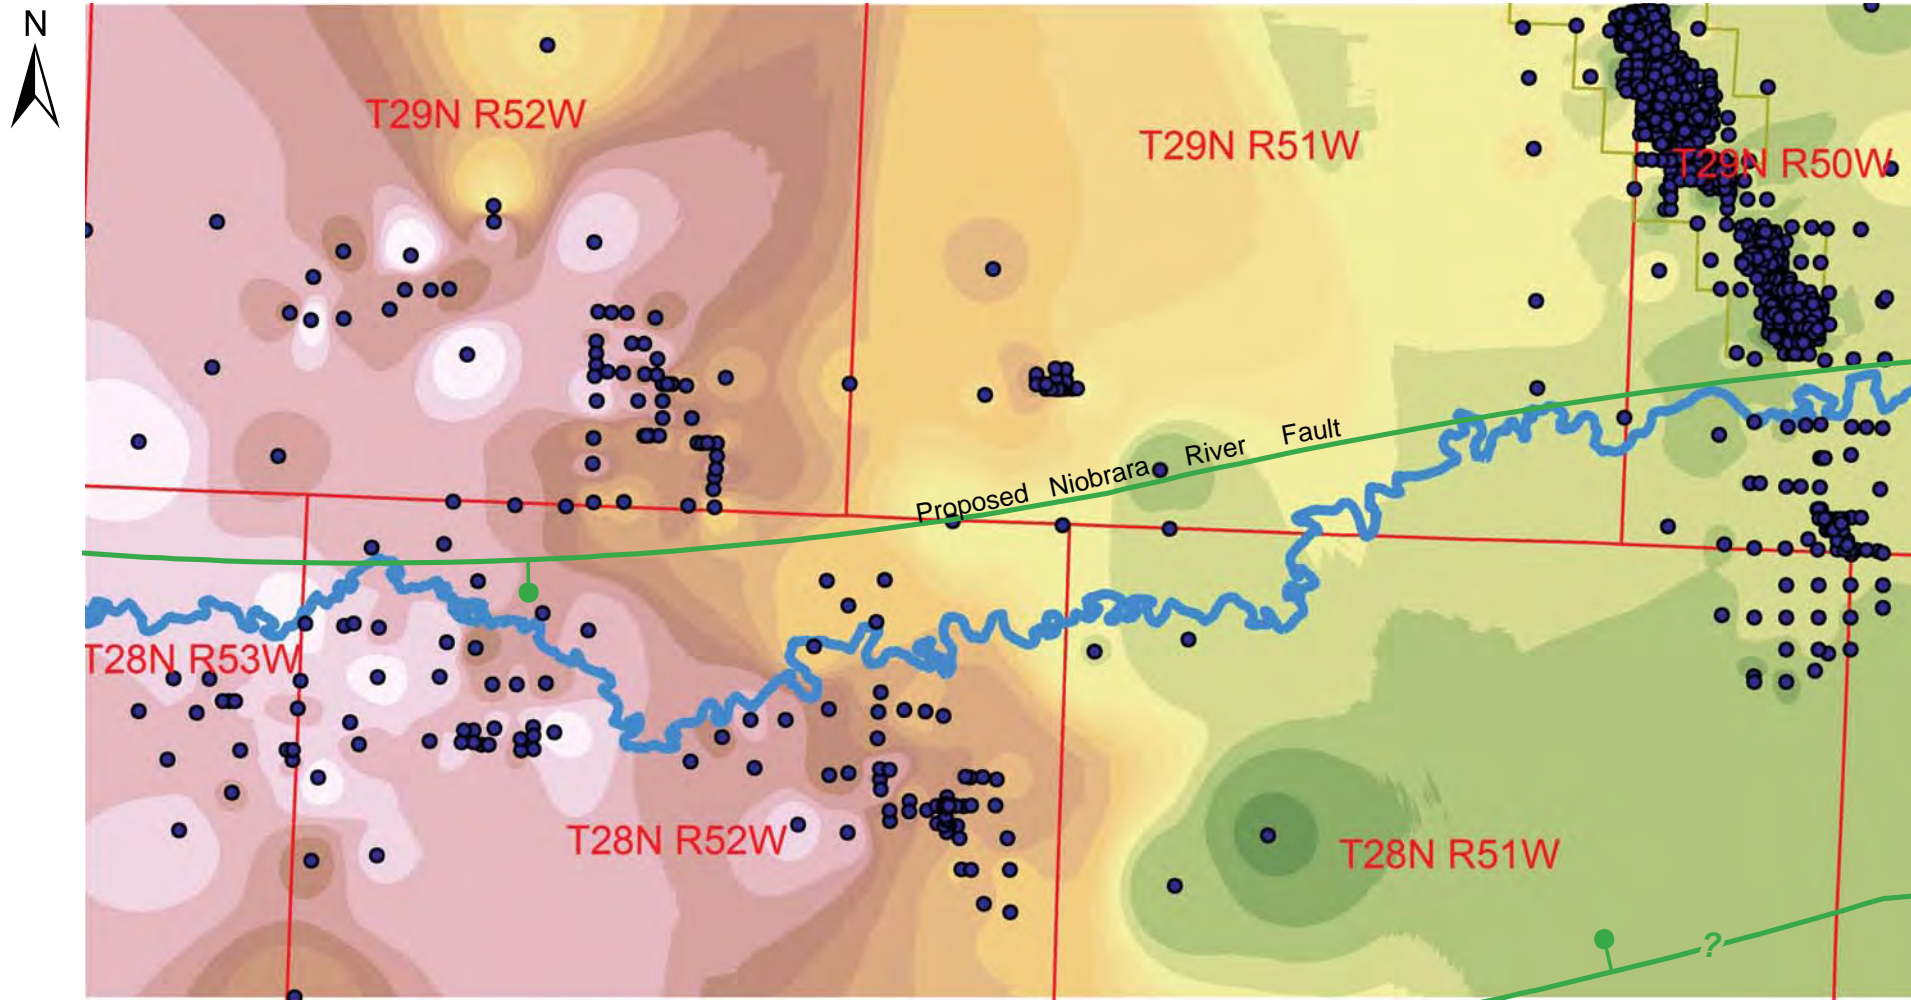 N
T29N R52W
T29N R51W
T29N R50W
Proposed Niobrara River Fault
T28N R53W
T28N R52W
T28N R51W
?